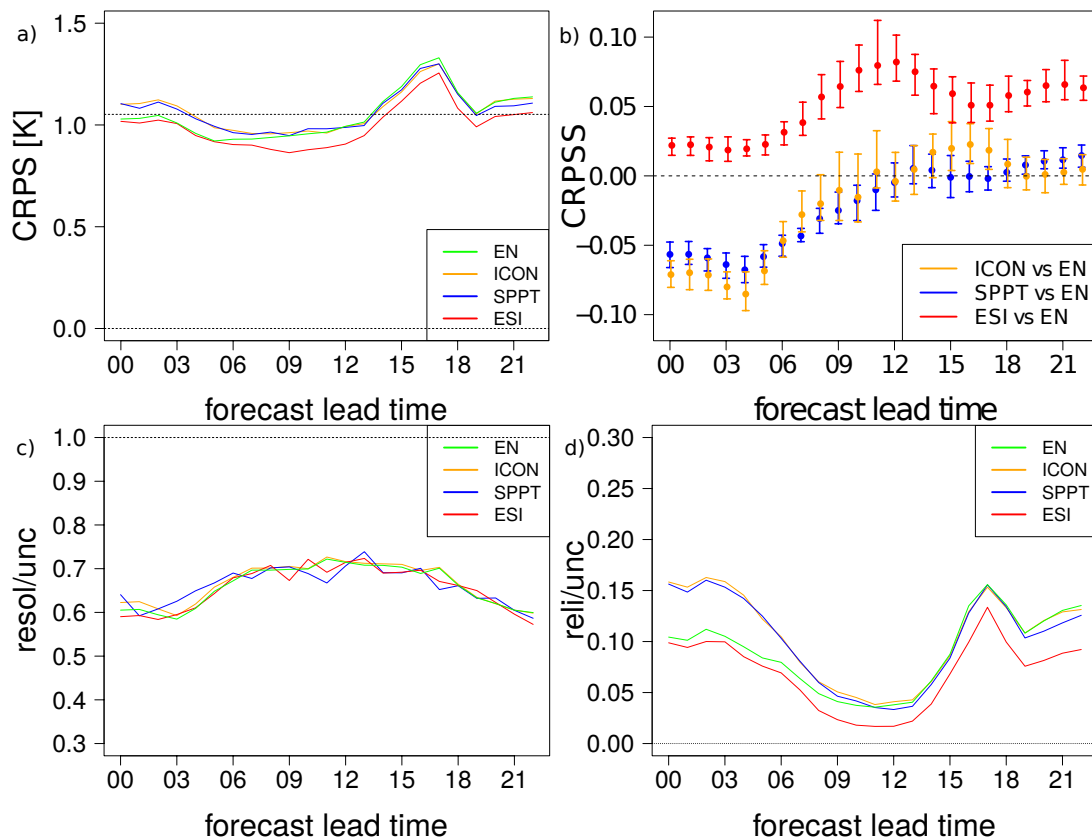 a)
CRPS [K]
1.5
1.0
0.5
0.0
EN
ICON
SPPT
ESI
00 03 06 09 12 15 18 21
forecast lead time
b)
CRPSS
0.10
0.05
0.00
−0.05
−0.10
ICON vs EN
SPPT vs EN
ESI vs EN
00 03 06 09 12 15 18 21
forecast lead time
c)
resol/unc
1.0
0.9
0.8
0.7
0.6
0.5
0.4
0.3
EN
ICON
SPPT
ESI
00 03 06 09 12 15 18 21
forecast lead time
d)
reli/unc
0.30
0.25
0.20
0.15
0.10
0.05
0.00
EN
ICON
SPPT
ESI
00 03 06 09 12 15 18 21
forecast lead time